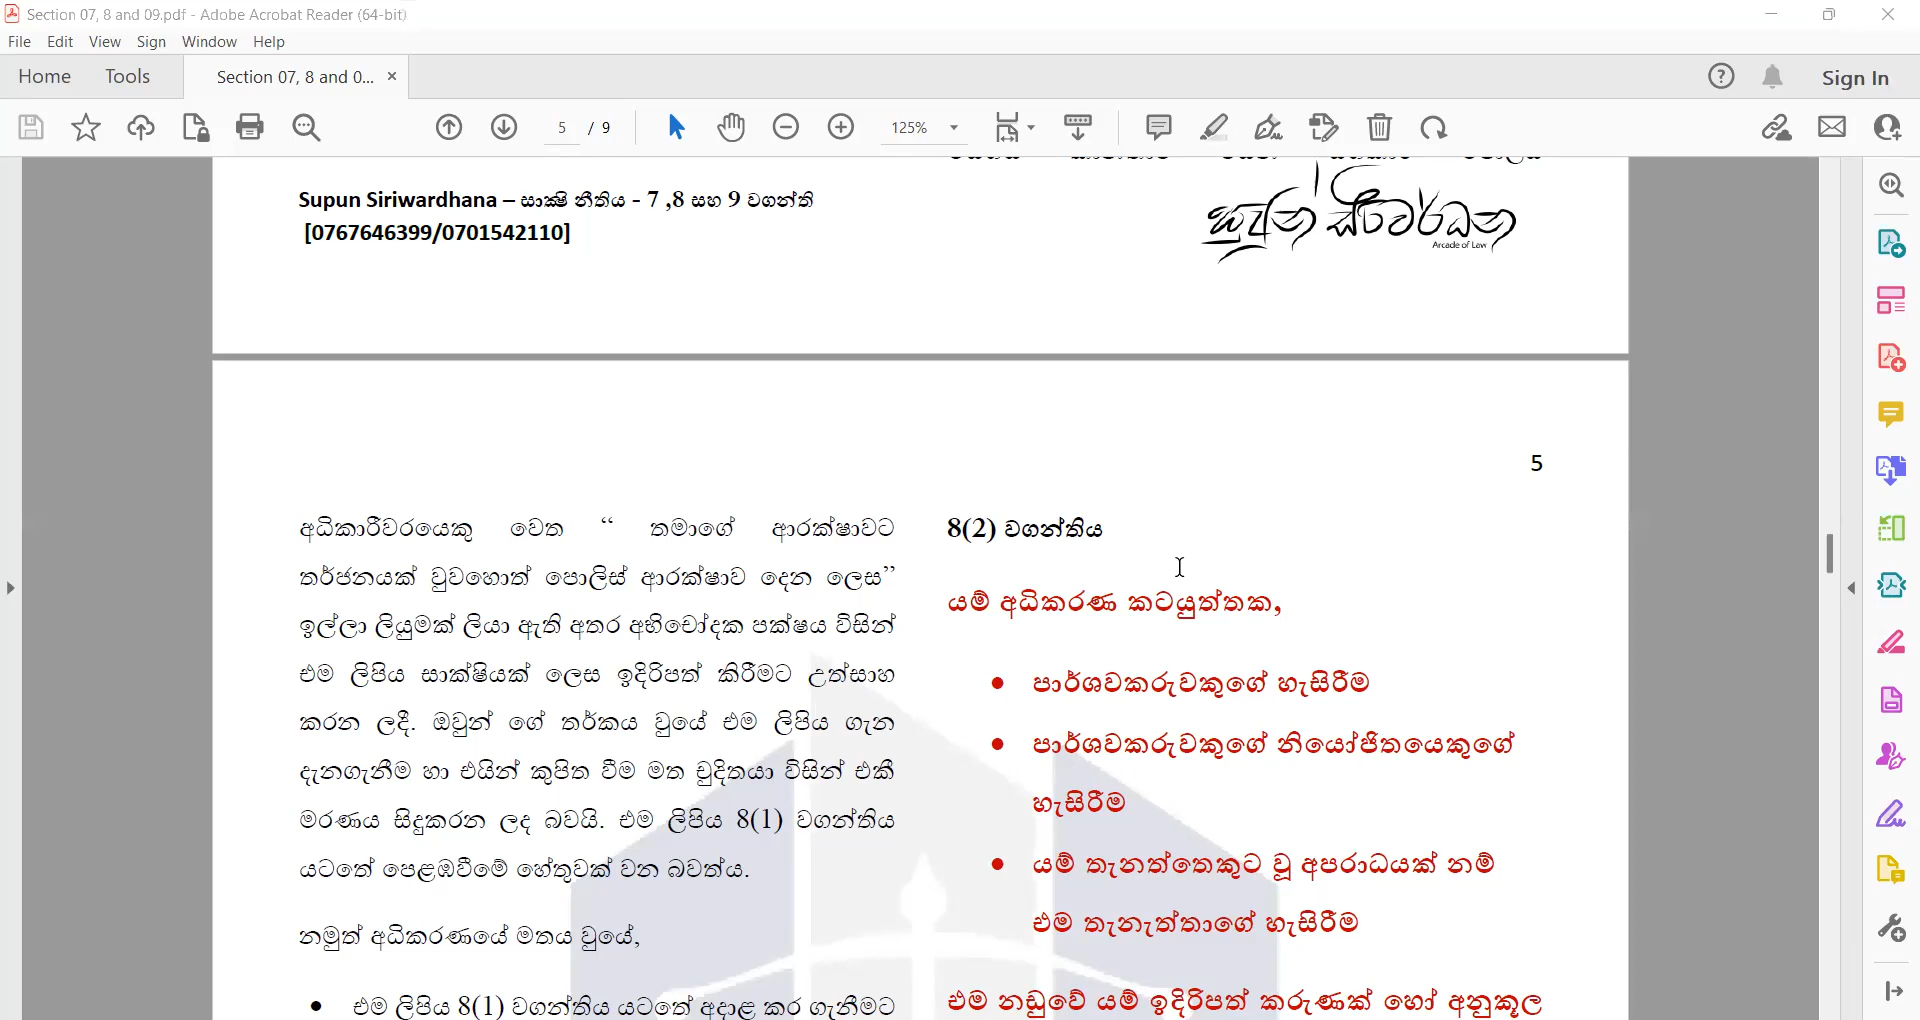 Section 07, 8 and 09.pdf - Adobe Acrobat Reader (64-bit)
File Edit View Sign Window Help
Home Tools Section 07, 8 and 0... × Sign In
5 / 9 125%
Supun Siriwardhana – සාක්ෂි නීතිය - 7 ,8 සහ 9 වගන්ති
[0767646399/0701542110]
සුපුන් සිරිවර්ධන
Arcade of Law
5
අධිකාරීවරයෙකු වෙත “ තමාගේ ආරක්ෂාවට
තර්ජනයක් වුවහොත් පොලිස් ආරක්ෂාව දෙන ලෙස”
ඉල්ලා ලියුමක් ලියා ඇති අතර අභිචෝදක පක්ෂය විසින්
එම ලිපිය සාක්ෂියක් ලෙස ඉදිරිපත් කිරීමට උත්සාහ
කරන ලදී. ඔවුන් ගේ තර්කය වුයේ එම ලිපිය ගැන
දැනගැනීම හා එයින් කුපිත වීම මත චුදිතයා විසින් එකී
මරණය සිදුකරන ලද බවයි. එම ලිපිය 8(1) වගන්තිය
යටතේ පෙළඹවීමේ හේතුවක් වන බවත්ය.
නමුත් අධිකරණයේ මතය වුයේ,
• එම ලිපිය 8(1) වගන්තිය යටතේ අදාළ කර ගැනීමට
8(2) වගන්තිය
යම් අධිකරණ කටයුත්තක,
• පාර්ශවකරුවකුගේ හැසිරීම
• පාර්ශවකරුවකුගේ නියෝජිතයෙකුගේ
හැසිරීම
• යම් තැනත්තෙකුට වූ අපරාධයක් නම්
එම තැනැත්තාගේ හැසිරීම
එම නඩුවේ යම් ඉදිරිපත් කරුණක් හෝ අනුකූල